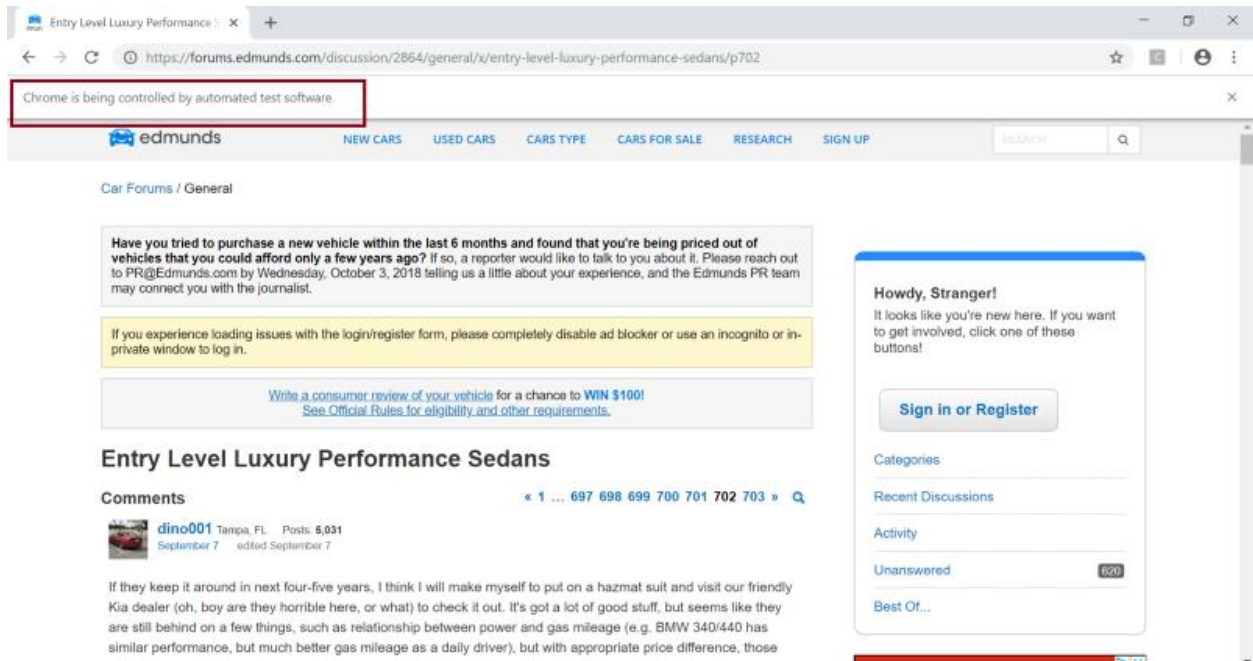 Entry Level Luxury Performance S
https://forums.edmunds.com/discussion/2864/general/x/entry-level-luxury-performance-sedans/p702
Chrome is being controlled by automated test software.
edmunds NEW CARS USED CARS CARS TYPE CARS FOR SALE RESEARCH SIGN UP SEARCH
Car Forums / General
Have you tried to purchase a new vehicle within the last 6 months and found that you're being priced out of
vehicles that you could afford only a few years ago? If so, a reporter would like to talk to you about it. Please reach out
to PR@Edmunds.com by Wednesday, October 3, 2018 telling us a little about your experience, and the Edmunds PR team
may connect you with the journalist.
If you experience loading issues with the login/register form, please completely disable ad blocker or use an incognito or in-
private window to log in.
Write a consumer review of your vehicle for a chance to WIN $100!
See Official Rules for eligibility and other requirements.
Entry Level Luxury Performance Sedans
Comments « 1 ... 697 698 699 700 701 702 703 »
dino001 Tampa, FL Posts: 5,031
September 7 edited September 7
If they keep it around in next four-five years, I think I will make myself to put on a hazmat suit and visit our friendly
Kia dealer (oh, boy are they horrible here, or what) to check it out. It's got a lot of good stuff, but seems like they
are still behind on a few things, such as relationship between power and gas mileage (e.g. BMW 340/440 has
similar performance, but much better gas mileage as a daily driver), but with appropriate price difference, those
Howdy, Stranger!
It looks like you're new here. If you want
to get involved, click one of these
buttons!
Sign in or Register
Categories
Recent Discussions
Activity
Unanswered 620
Best Of...